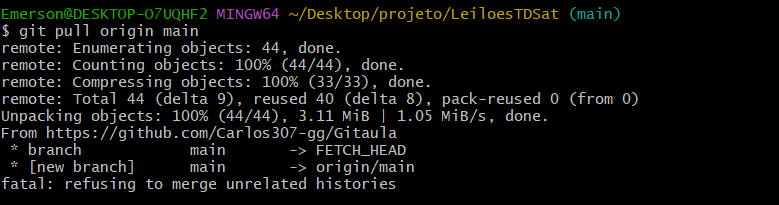 Emerson@DESKTOP-O7UQHF2 MINGW64 ~/Desktop/projeto/LeiloesTDSat (main)
$ git pull origin main
remote: Enumerating objects: 44, done.
remote: Counting objects: 100% (44/44), done.
remote: Compressing objects: 100% (33/33), done.
remote: Total 44 (delta 9), reused 40 (delta 8), pack-reused 0 (from 0)
Unpacking objects: 100% (44/44), 3.11 MiB | 1.05 MiB/s, done.
From https://github.com/Carlos307-gg/Gitaula
 * branch            main       -> FETCH_HEAD
 * [new branch]      main       -> origin/main
fatal: refusing to merge unrelated histories